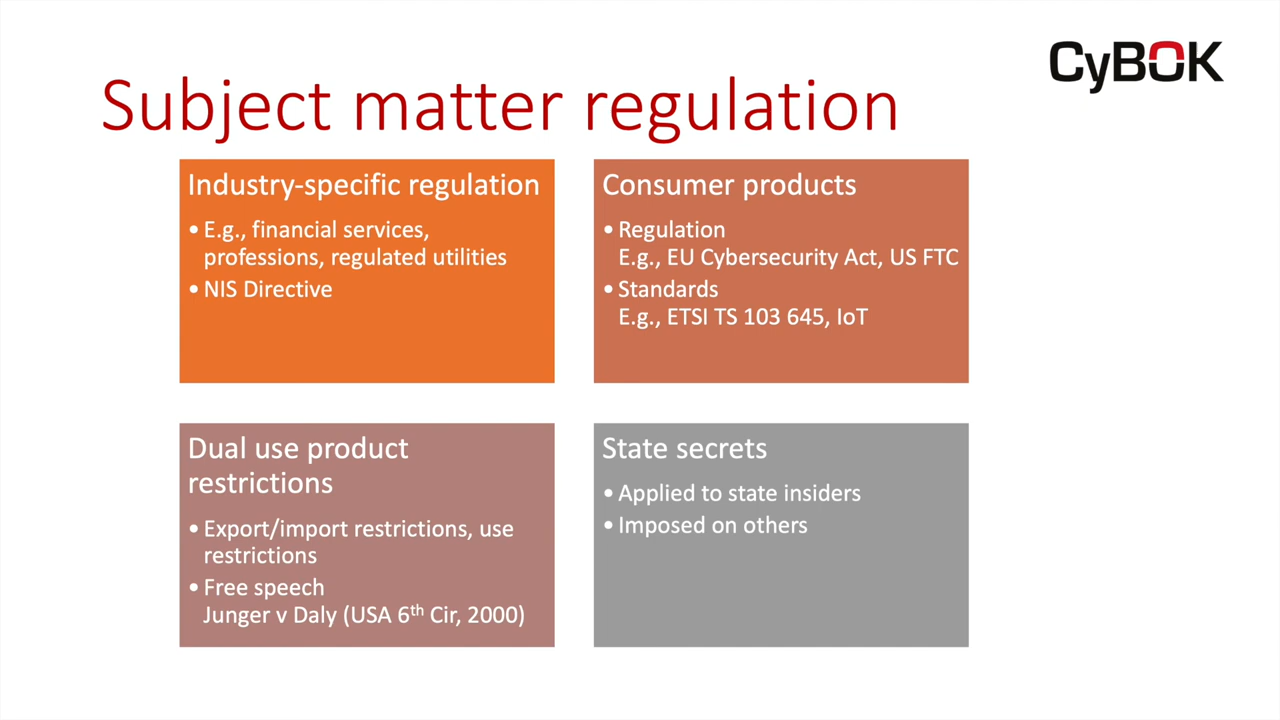 CyBOK
Subject matter regulation
Industry-specific regulation
• E.g., financial services,
professions, regulated utilities
• NIS Directive
Consumer products
• Regulation
E.g., EU Cybersecurity Act, US FTC
• Standards
E.g., ETSI TS 103 645, IoT
Dual use product
restrictions
• Export/import restrictions, use
restrictions
• Free speech
Junger v Daly (USA 6th Cir, 2000)
State secrets
• Applied to state insiders
• Imposed on others